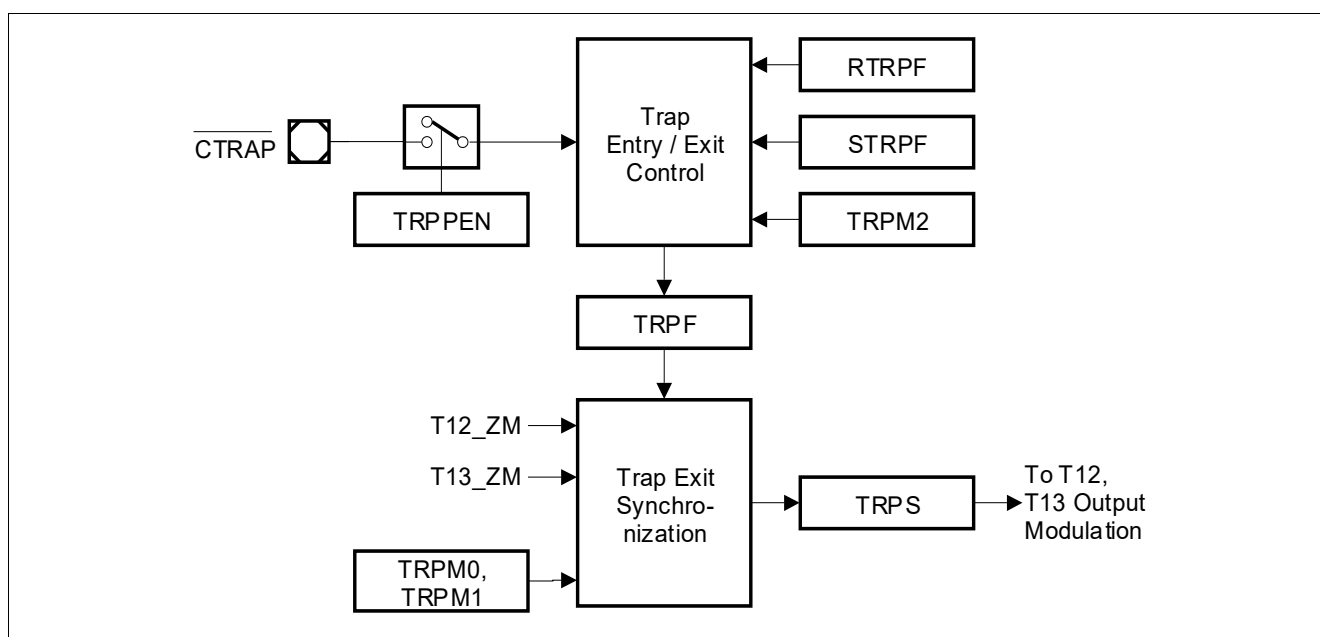 RTRPF
Trap
Entry / Exit
Control
CTRAP
STRPF
TRPPEN
TRPM2
TRPF
T12_ZM
T13_ZM
Trap Exit
Synchro-
nization
TRPS
To T12,
T13 Output
Modulation
TRPM0,
TRPM1